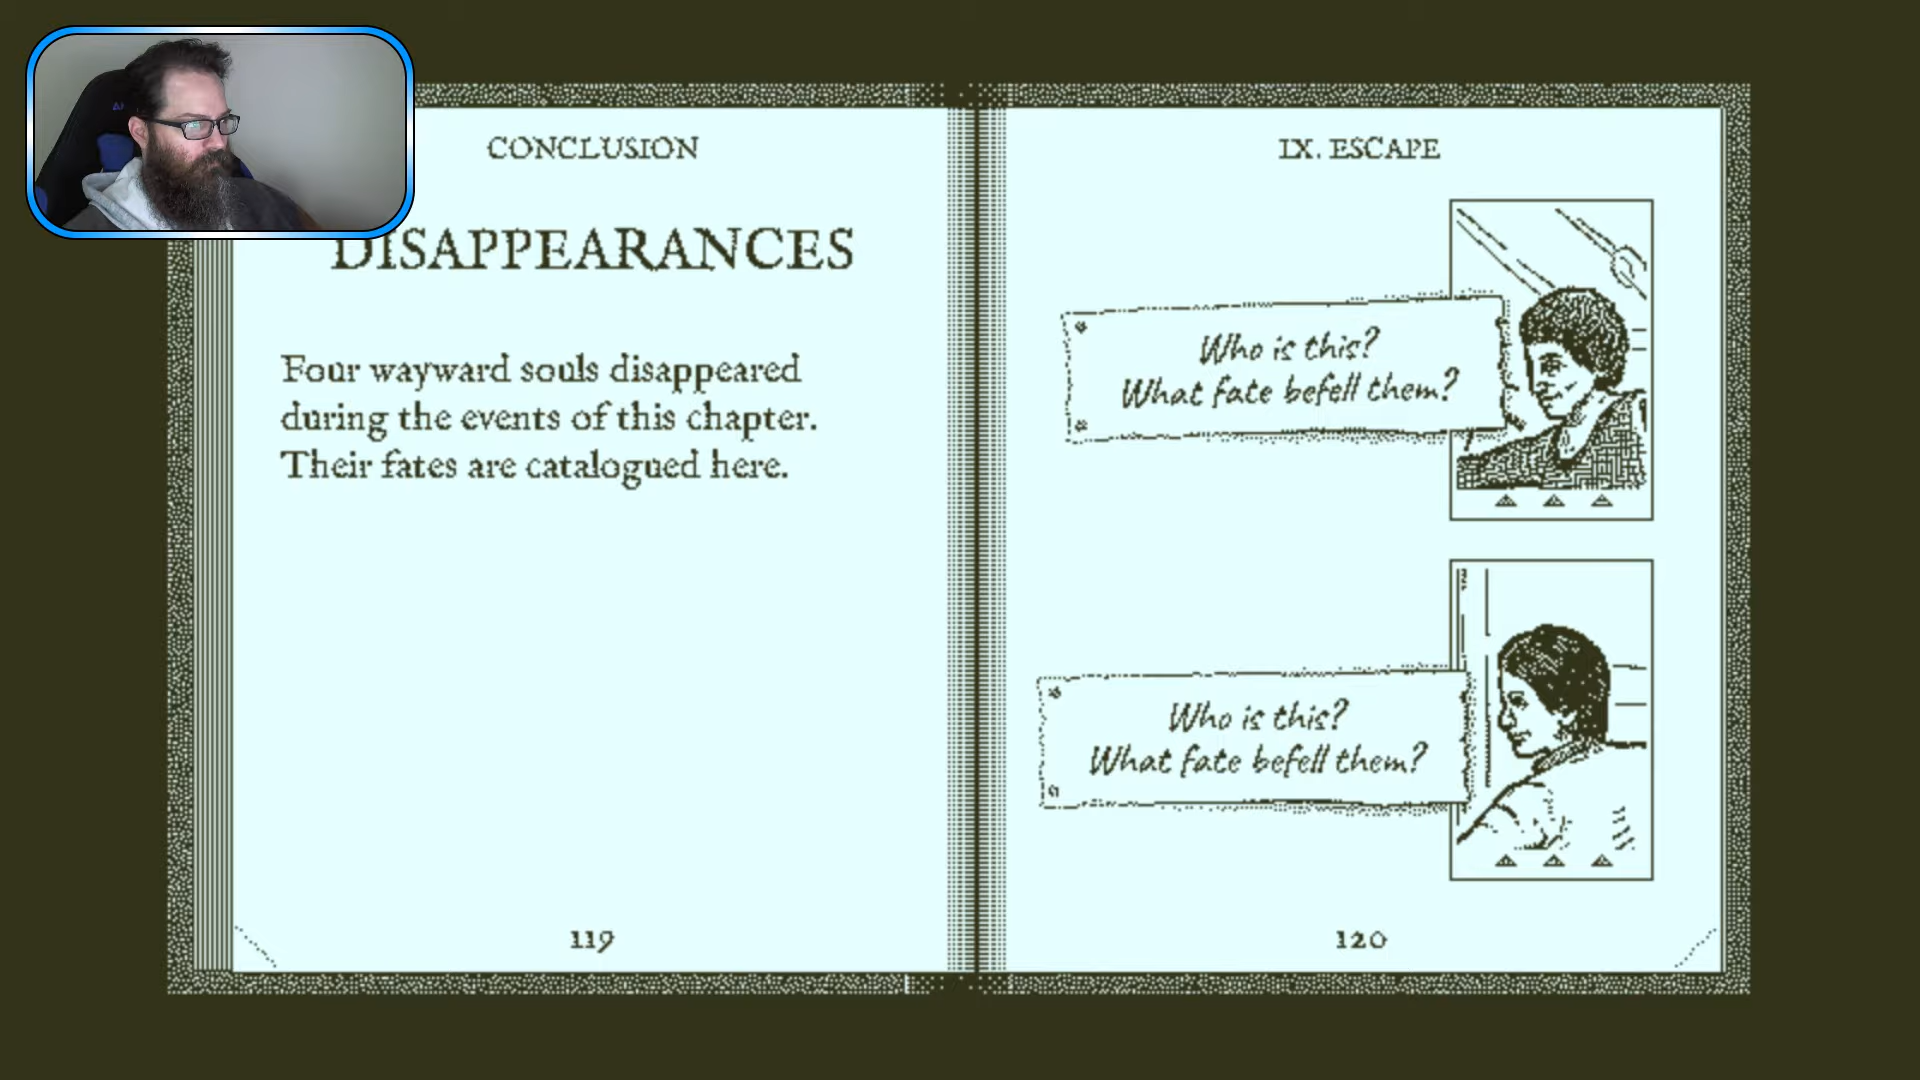 CONCLUSION
DISAPPEARANCES
Four wayward souls disappeared
during the events of this chapter.
Their fates are catalogued here.
119
IX. ESCAPE
Who is this?
What fate befell them?
Who is this?
What fate befell them?
120